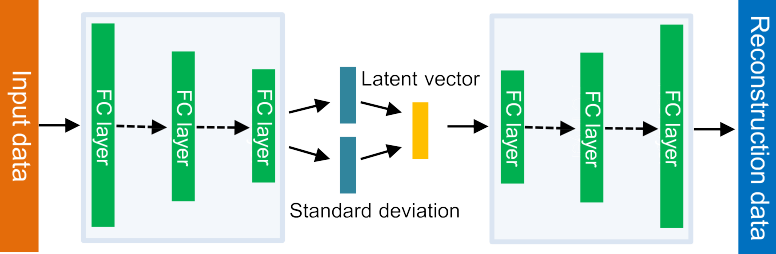 Input data
FC layer
FC layer
FC layer
Latent vector
Standard deviation
FC layer
FC layer
FC layer
Reconstruction data